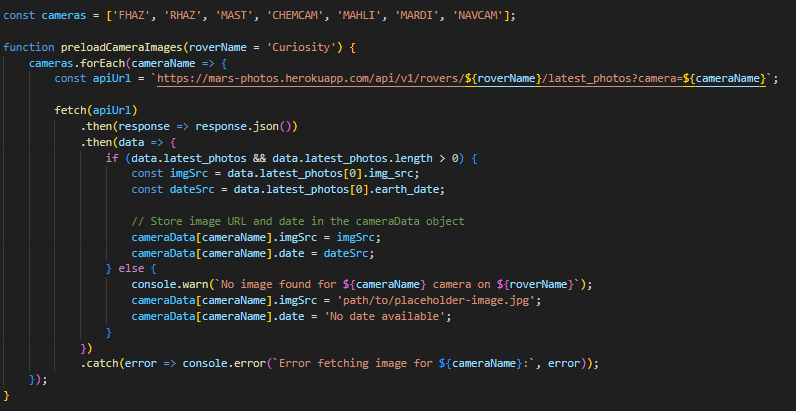 const cameras = ['FHAZ', 'RHAZ', 'MAST', 'CHEMCAM', 'MAHLI', 'MARDI', 'NAVCAM'];

function preloadCameraImages(roverName = 'Curiosity') {
    cameras.forEach(cameraName => {
        const apiUrl = `https://mars-photos.herokuapp.com/api/v1/rovers/${roverName}/latest_photos?camera=${cameraName}`;

        fetch(apiUrl)
            .then(response => response.json())
            .then(data => {
                if (data.latest_photos && data.latest_photos.length > 0) {
                    const imgSrc = data.latest_photos[0].img_src;
                    const dateSrc = data.latest_photos[0].earth_date;

                    // Store image URL and date in the cameraData object
                    cameraData[cameraName].imgSrc = imgSrc;
                    cameraData[cameraName].date = dateSrc;
                } else {
                    console.warn(`No image found for ${cameraName} camera on ${roverName}`);
                    cameraData[cameraName].imgSrc = 'path/to/placeholder-image.jpg';
                    cameraData[cameraName].date = 'No date available';
                }
            })
            .catch(error => console.error(`Error fetching image for ${cameraName}:`, error));
    });
}